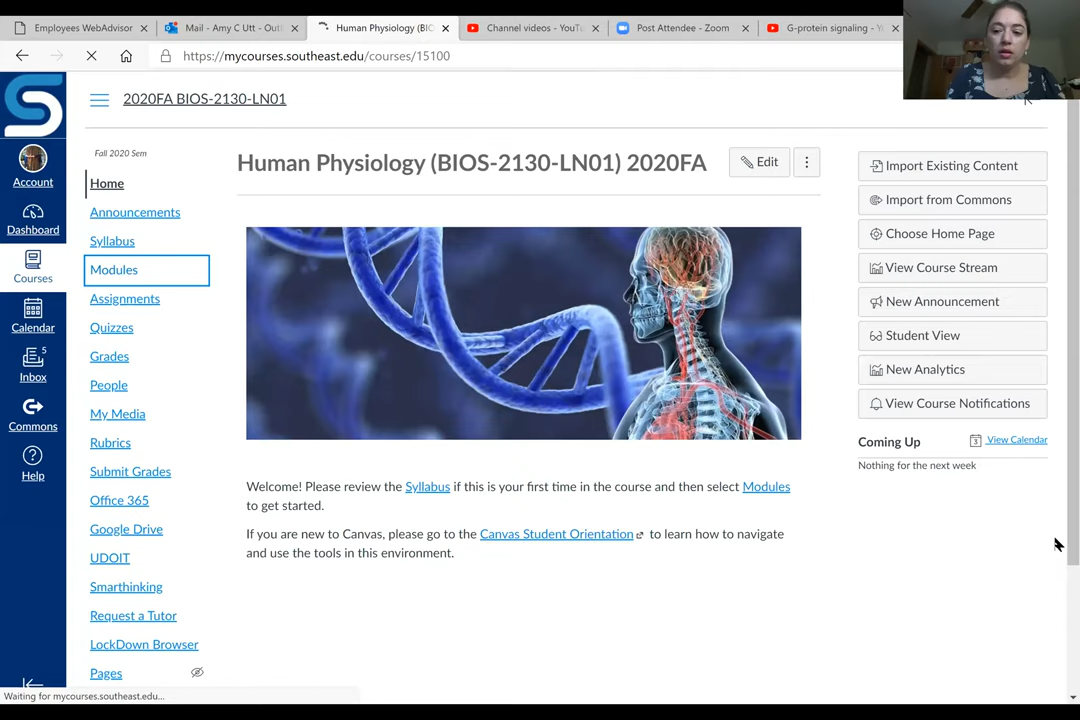 Employees WebAdvisor
Mail - Amy C Utt - Out
Human Physiology (BIO
Channel videos - YouTu
Post Attendee - Zoom
G-protein signaling - Y
https://mycourses.southeast.edu/courses/15100
2020FA BIOS-2130-LN01
Fall 2020 Sem
Human Physiology (BIOS-2130-LN01) 2020FA
Edit
Account
Dashboard
Courses
Calendar
5
Inbox
Commons
Help
Home
Announcements
Syllabus
Modules
Assignments
Quizzes
Grades
People
My Media
Rubrics
Submit Grades
Office 365
Google Drive
UDOIT
Smarthinking
Request a Tutor
LockDown Browser
Pages
Welcome! Please review the Syllabus if this is your first time in the course and then select Modules
to get started.
If you are new to Canvas, please go to the Canvas Student Orientation to learn how to navigate
and use the tools in this environment.
Import Existing Content
Import from Commons
Choose Home Page
View Course Stream
New Announcement
Student View
New Analytics
View Course Notifications
Coming Up
3 View Calendar
Nothing for the next week
Waiting for mycourses.southeast.edu...